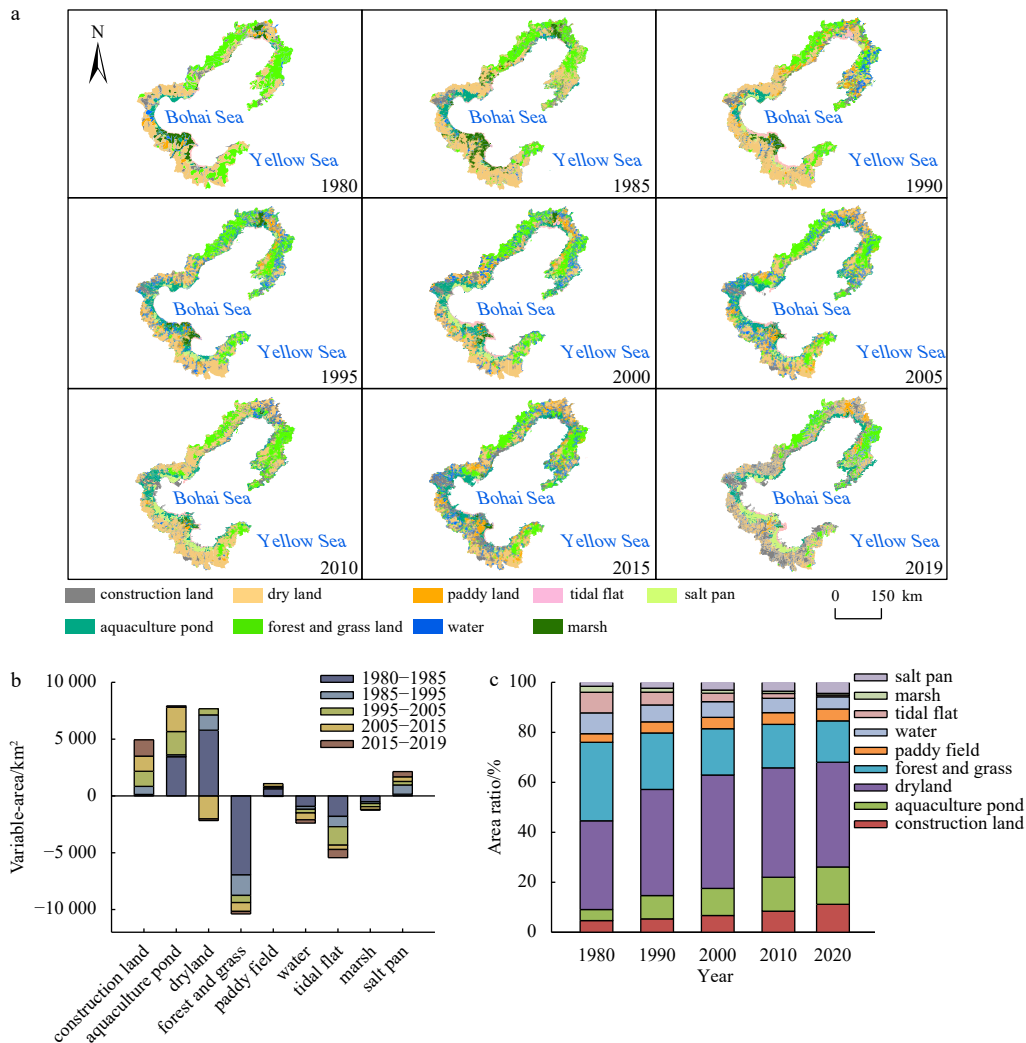 a
N
Bohai Sea
Yellow Sea
1980
Bohai Sea
Yellow Sea
1985
Bohai Sea
Yellow Sea
1990
Bohai Sea
Yellow Sea
1995
Bohai Sea
Yellow Sea
2000
Bohai Sea
Yellow Sea
2005
Bohai Sea
Yellow Sea
2010
Bohai Sea
Yellow Sea
2015
Bohai Sea
Yellow Sea
2019
construction land
dry land
paddy land
tidal flat
salt pan
aquaculture pond
forest and grass land
water
marsh
0 150 km
b
10 000
5 000
0
−5 000
−10 000
Variable-area/km²
1980−1985
1985−1995
1995−2005
2005−2015
2015−2019
construction land
aquaculture pond
dryland
forest and grass
paddy field
water
tidal flat
marsh
salt pan
c
100
80
60
40
20
0
Area ratio/%
1980
1990
2000
2010
2020
Year
salt pan
marsh
tidal flat
water
paddy field
forest and grass
dryland
aquaculture pond
construction land